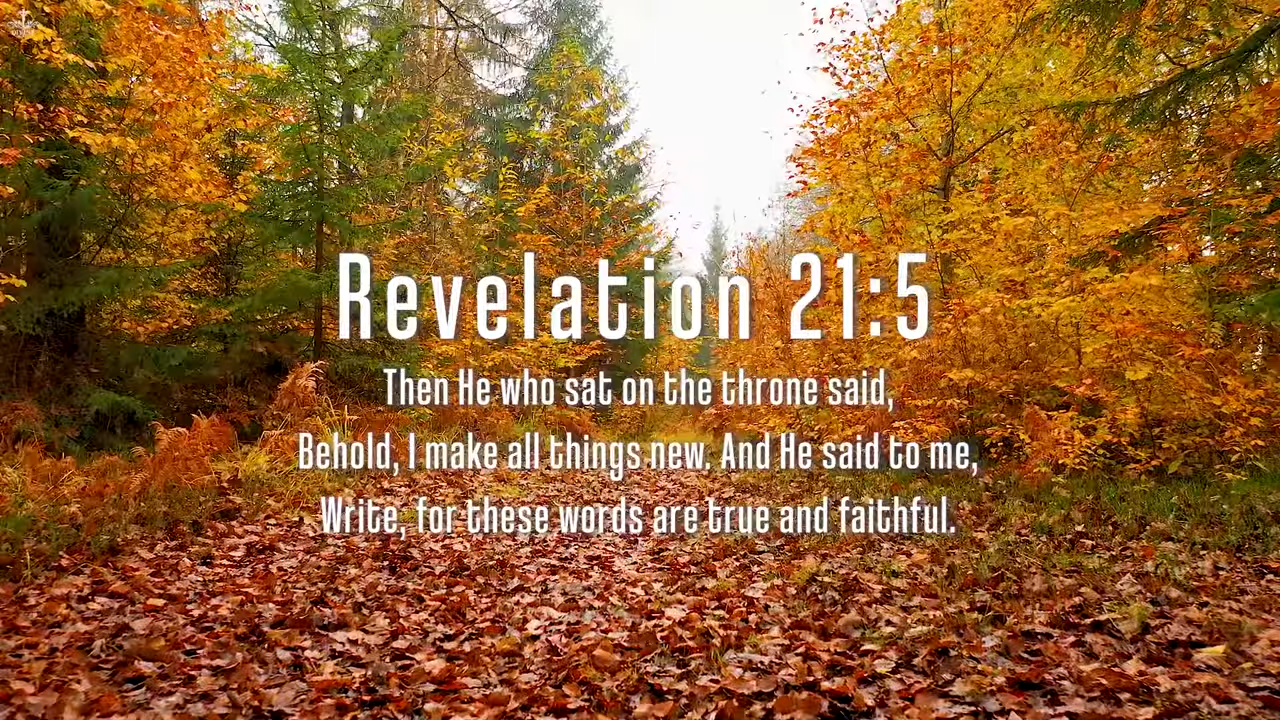 Revelation 21:5
Then He who sat on the throne said,
Behold, I make all things new. And He said to me,
Write, for these words are true and faithful.